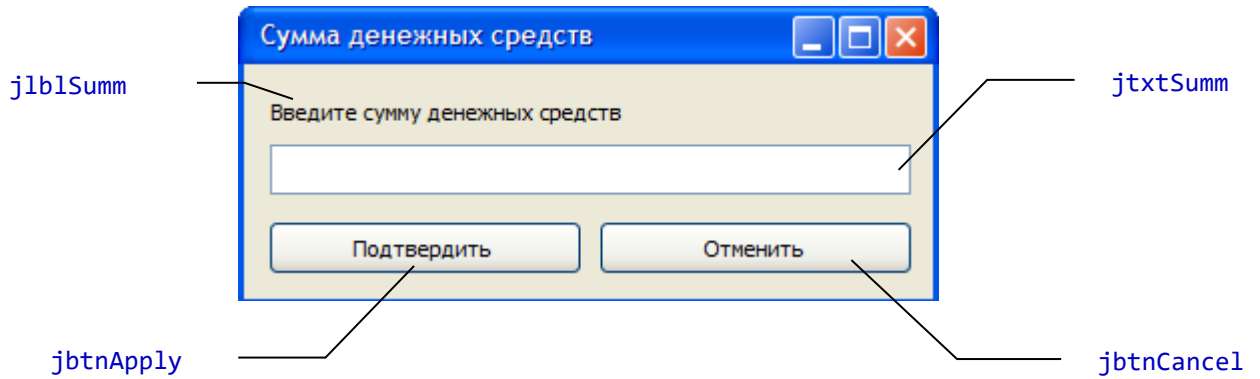 Сумма денежных средств
jlblSumm
jtxtSumm
Введите сумму денежных средств
Подтвердить
Отменить
jbtnApply
jbtnCancel